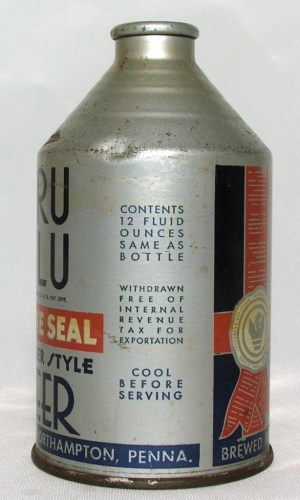 RU
LU
E SEAL
ER STYLE
EER
ORTHAMPTON, PENNA.
CONTENTS
12 FLUID
OUNCES
SAME AS
BOTTLE
WITHDRAWN
FREE OF
INTERNAL
REVENUE
TAX FOR
EXPORTATION
COOL
BEFORE
SERVING
BREWED